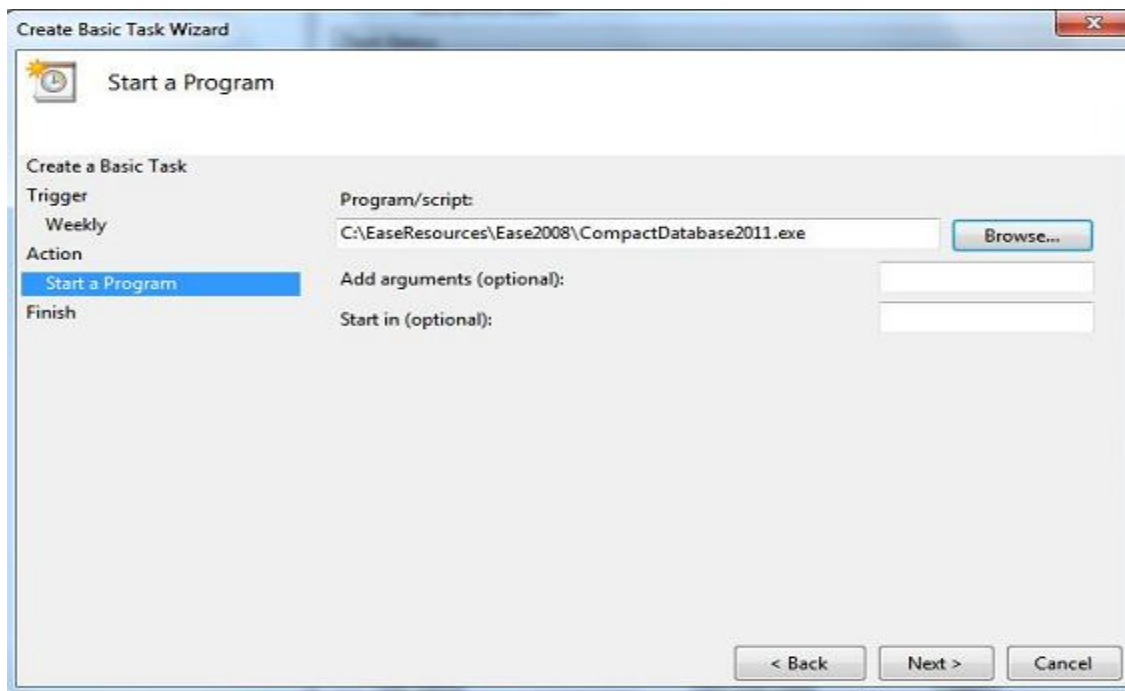 Create Basic Task Wizard
Start a Program
Create a Basic Task
Trigger
Weekly
Action
Start a Program
Finish
Program/script:
C:\EaseResources\Ease2008\CompactDatabase2011.exe
Browse...
Add arguments (optional):
Start in (optional):
< Back
Next >
Cancel